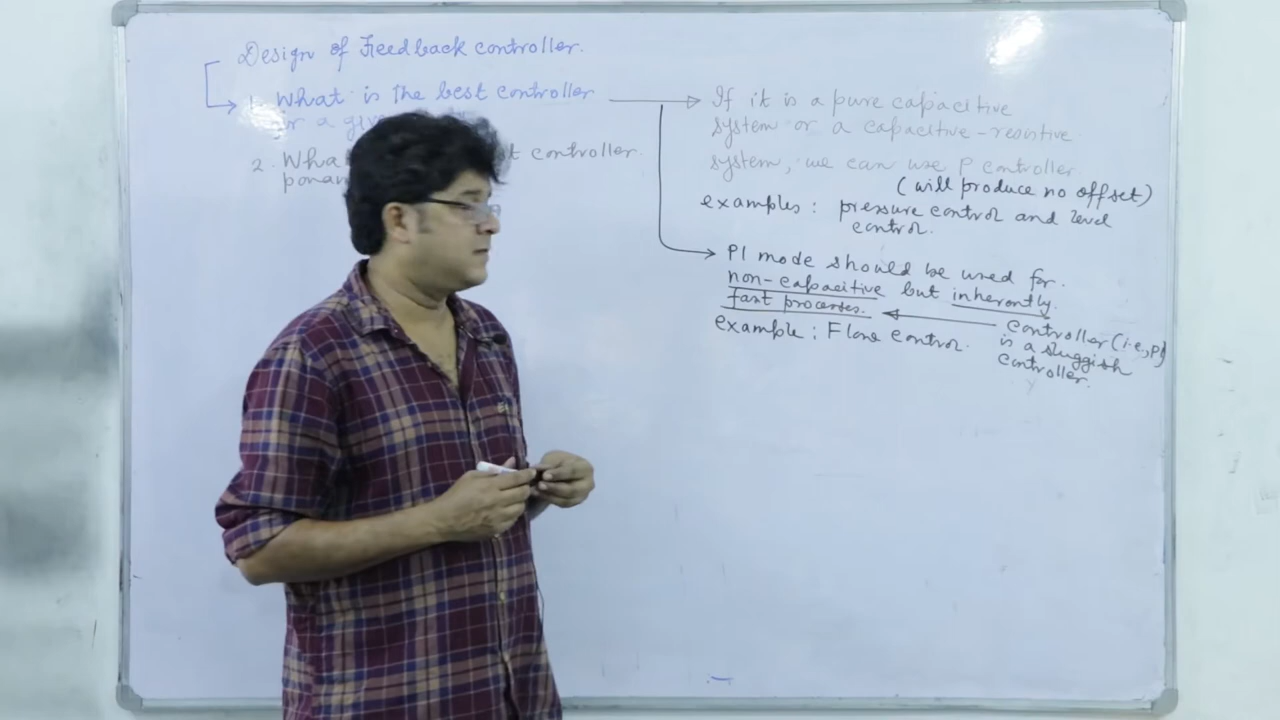 Design of Feedback controller.
1. What is the best controller
2. controller.
If it is a pure capacitive
system or a capacitive-resistive
system, we can use P controller
(will produce no offset)
examples: pressure control and level
control.
PI mode should be used for
non-capacitive but inherently
fast processes.
example: Flow control.
controller (i.e., PI)
is a sluggish
controller.